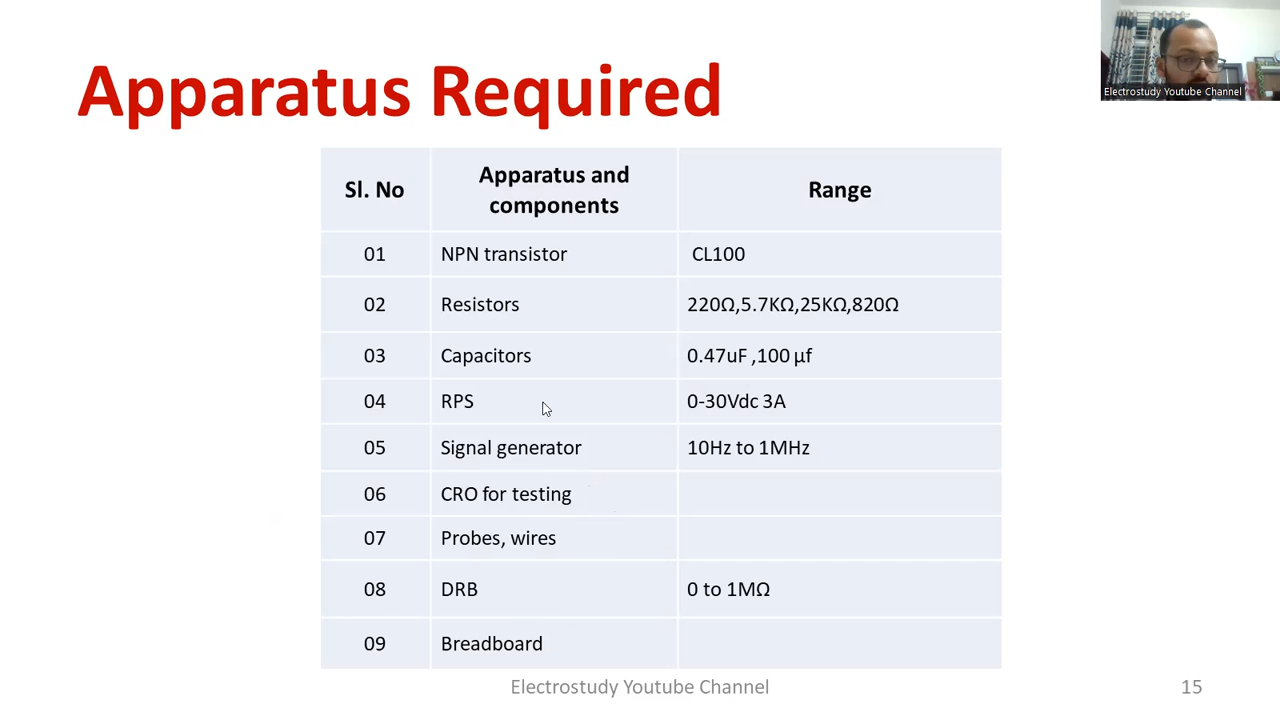 Apparatus Required
Electrostudy Youtube Channel
Sl. No Apparatus and components Range
01 NPN transistor CL100
02 Resistors 220Ω,5.7KΩ,25KΩ,820Ω
03 Capacitors 0.47uF ,100 µf
04 RPS 0-30Vdc 3A
05 Signal generator 10Hz to 1MHz
06 CRO for testing
07 Probes, wires
08 DRB 0 to 1MΩ
09 Breadboard
Electrostudy Youtube Channel 15